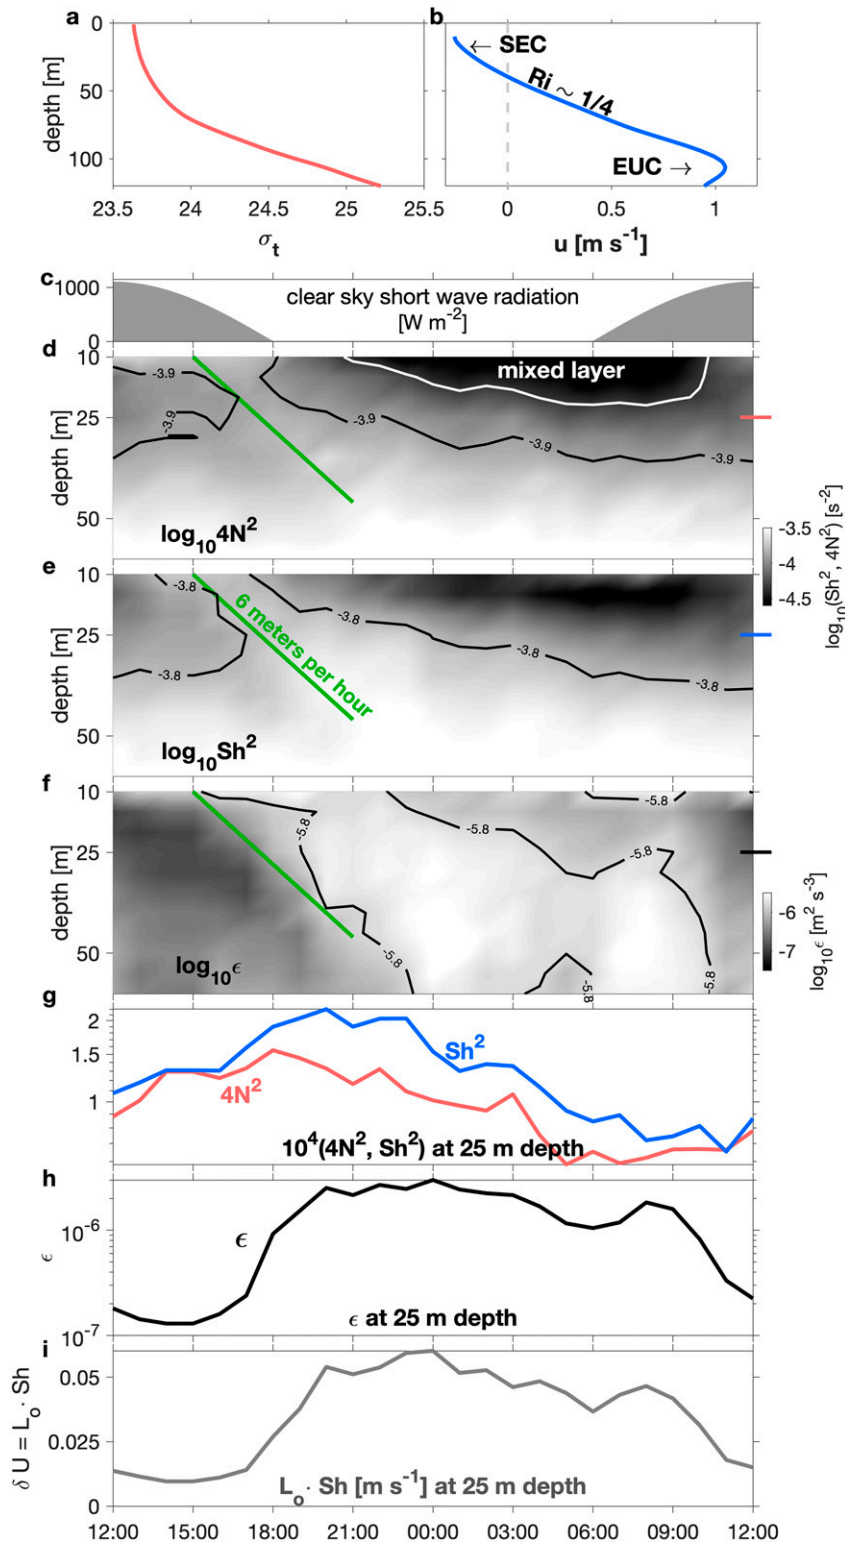 a
b
0
50
100
depth [m]
← SEC
Ri ∼ 1/4
EUC →
23.5 24 24.5 25 25.5
0 0.5 1
σt
u [m s-1]
c
1000
0
clear sky short wave radiation
[W m-2]
d
10
25
50
depth [m]
mixed layer
-3.9
-3.9
-3.9
-3.9
-3.9
log10 4N2
e
10
25
50
depth [m]
-3.8
-3.8
-3.8
-3.8
-3.8
6 meters per hour
log10 Sh2
-3.5
-4
-4.5
log10(Sh2, 4N2) [s-2]
f
10
25
50
depth [m]
-5.8
-5.8
-5.8
-5.8
-5.8
-5.8
-5.8
log10 ϵ
-6
-7
log10 ϵ [m2 s-3]
g
2
1.5
1
Sh2
4N2
104(4N2, Sh2) at 25 m depth
h
10-6
10-7
ϵ
ϵ
ϵ at 25 m depth
i
0.05
0.025
0
δ U = Lo· Sh
Lo· Sh [m s-1] at 25 m depth
12:00 15:00 18:00 21:00 00:00 03:00 06:00 09:00 12:00